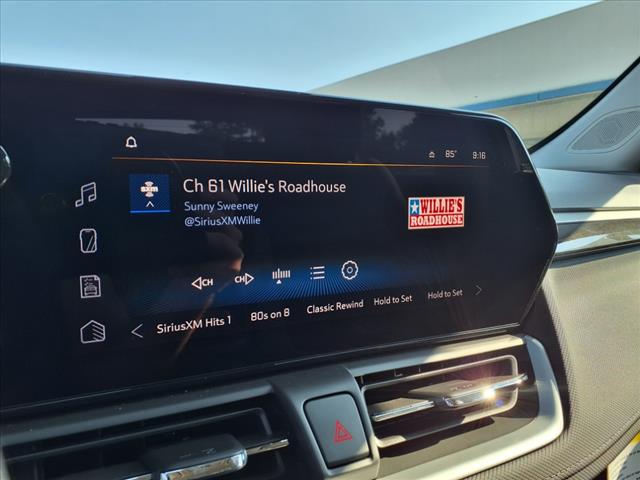 85° 9:16
sxm
Ch 61 Willie's Roadhouse
Sunny Sweeney
@SiriusXMWillie
WILLIE'S
ROADHOUSE
CH CH
SiriusXM Hits 1 80s on 8 Classic Rewind Hold to Set Hold to Set